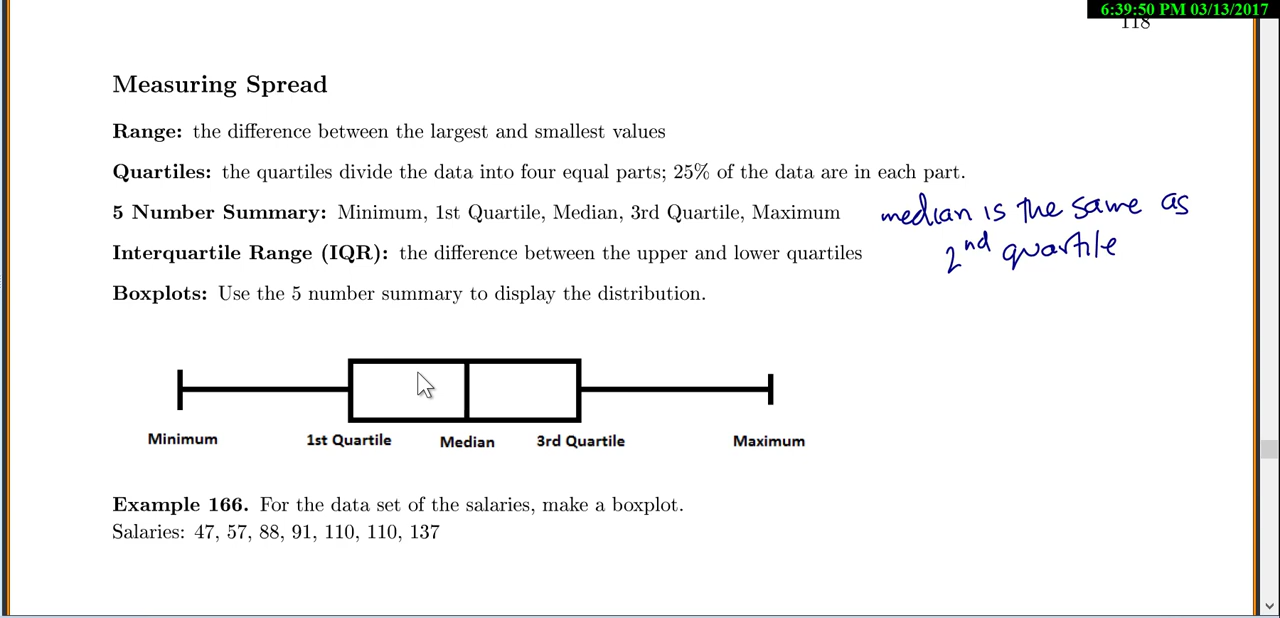 6:39:50 PM 03/13/2017
118
Measuring Spread
Range: the difference between the largest and smallest values
Quartiles: the quartiles divide the data into four equal parts; 25% of the data are in each part.
5 Number Summary: Minimum, 1st Quartile, Median, 3rd Quartile, Maximum
median is the same as
2nd quartile
Interquartile Range (IQR): the difference between the upper and lower quartiles
Boxplots: Use the 5 number summary to display the distribution.
Minimum 1st Quartile Median 3rd Quartile Maximum
Example 166. For the data set of the salaries, make a boxplot.
Salaries: 47, 57, 88, 91, 110, 110, 137